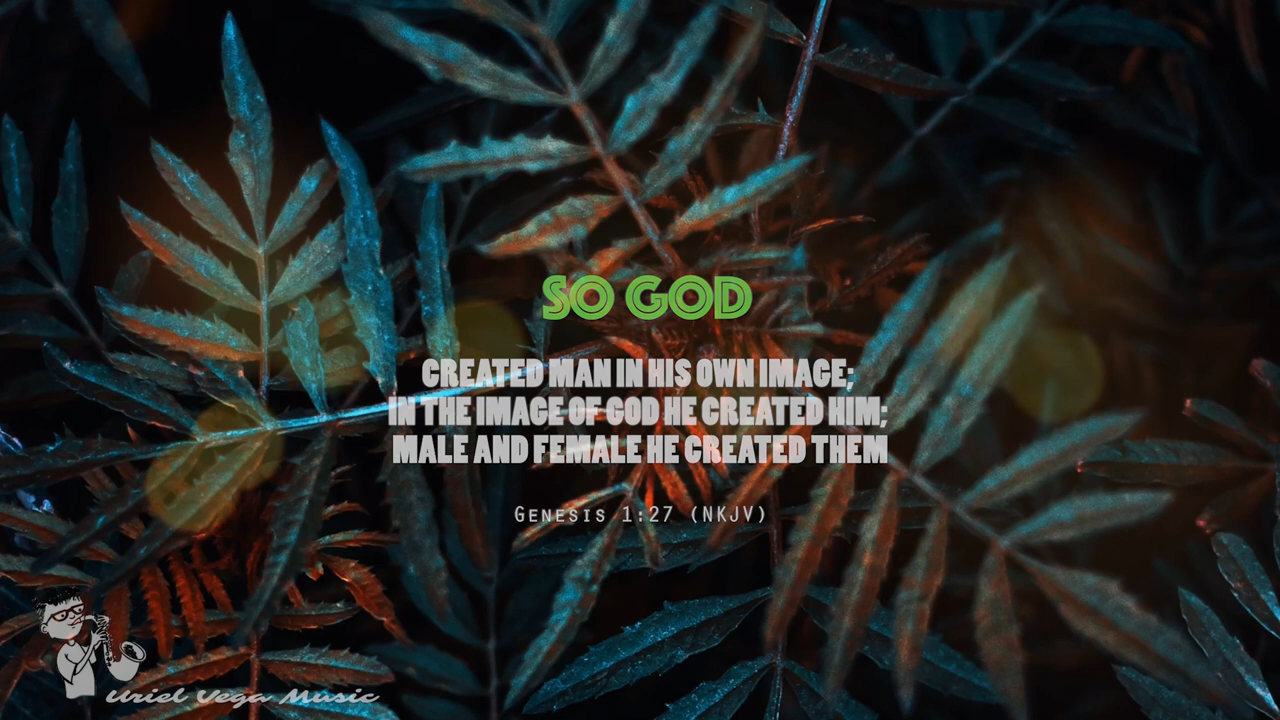 SO GOD
CREATED MAN IN HIS OWN IMAGE;
IN THE IMAGE OF GOD HE CREATED HIM;
MALE AND FEMALE HE CREATED THEM
Genesis 1:27 (NKJV)
Uriel Vega Music